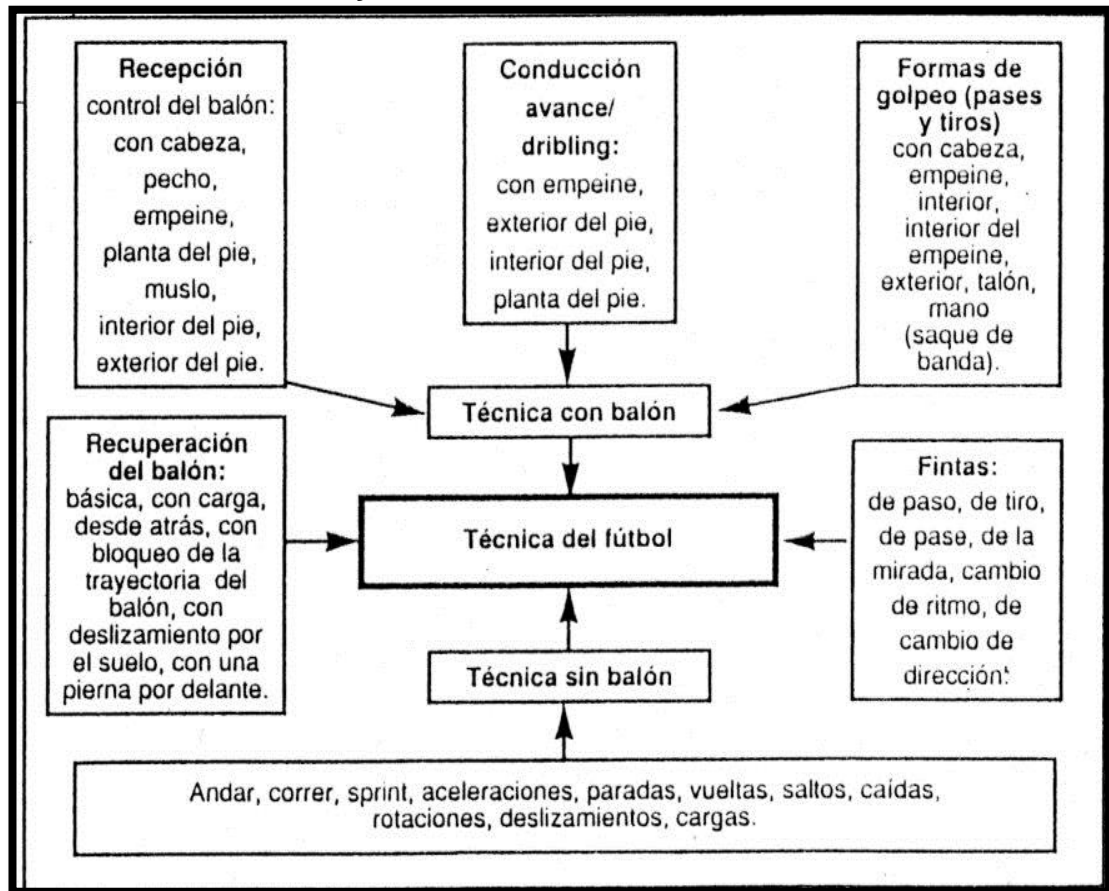 Recepción
control del balón:
con cabeza,
pecho,
empeine,
planta del pie,
muslo,
interior del pie,
exterior del pie.
Conducción
avance/
dribling:
con empeine,
exterior del pie,
interior del pie,
planta del pie.
Formas de
golpeo (pases
y tiros)
con cabeza,
empeine,
interior,
interior del
empeine,
exterior, talón,
mano
(saque de
banda).
Técnica con balón
Recuperación
del balón:
básica, con carga,
desde atrás, con
bloqueo de la
trayectoria del
balón, con
deslizamiento por
el suelo, con una
pierna por delante.
Técnica del fútbol
Fintas:
de paso, de tiro,
de pase, de la
mirada, cambio
de ritmo, de
cambio de
dirección.
Técnica sin balón
Andar, correr, sprint, aceleraciones, paradas, vueltas, saltos, caídas,
rotaciones, deslizamientos, cargas.